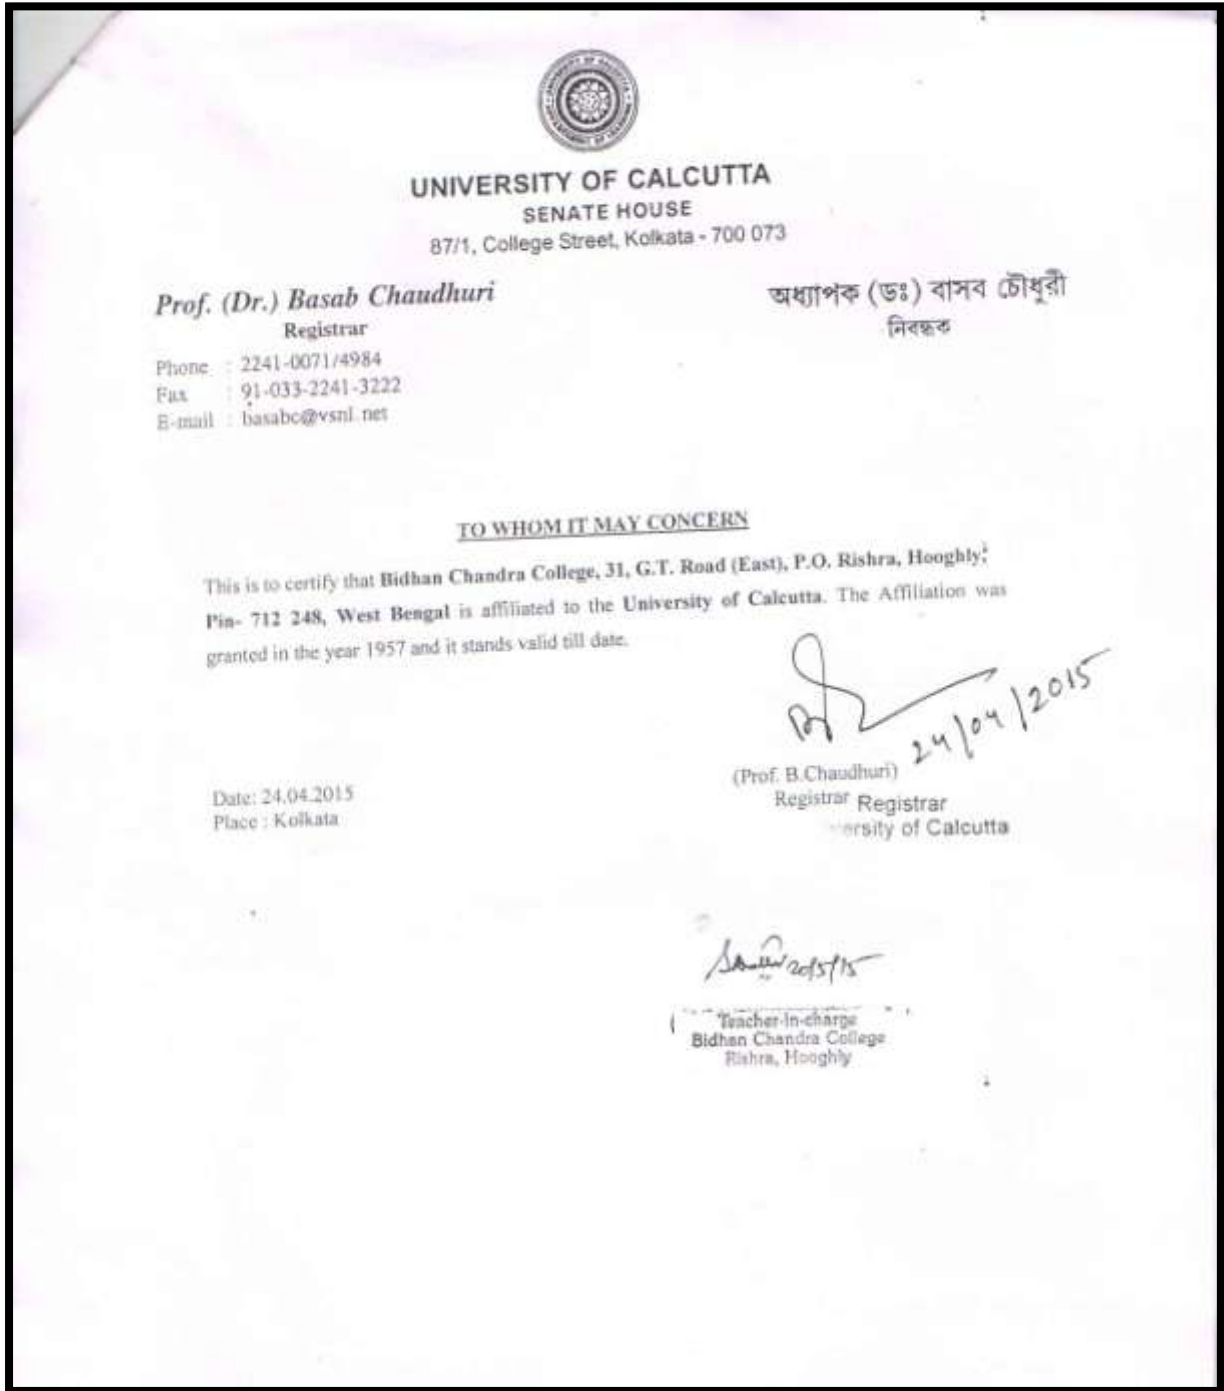 UNIVERSITY OF CALCUTTA
SENATE HOUSE
87/1, College Street, Kolkata - 700 073
Prof. (Dr.) Basab Chaudhuri
Registrar
Phone : 2241-0071/4984
Fax : 91-033-2241-3222
E-mail : basabc@vsnl.net
অধ্যাপক (ডঃ) বাসব চৌধুরী
নিবন্ধক
TO WHOM IT MAY CONCERN
This is to certify that Bidhan Chandra College, 31, G.T. Road (East), P.O. Rishra, Hooghly,
Pin- 712 248, West Bengal is affiliated to the University of Calcutta. The Affiliation was
granted in the year 1957 and it stands valid till date.
24/04/2015
(Prof. B.Chaudhuri)
Registrar Registrar
ersity of Calcutta
Date: 24.04.2015
Place : Kolkata
20/5/15
Teacher-In-charge
Bidhan Chandra College
Rishra, Hooghly